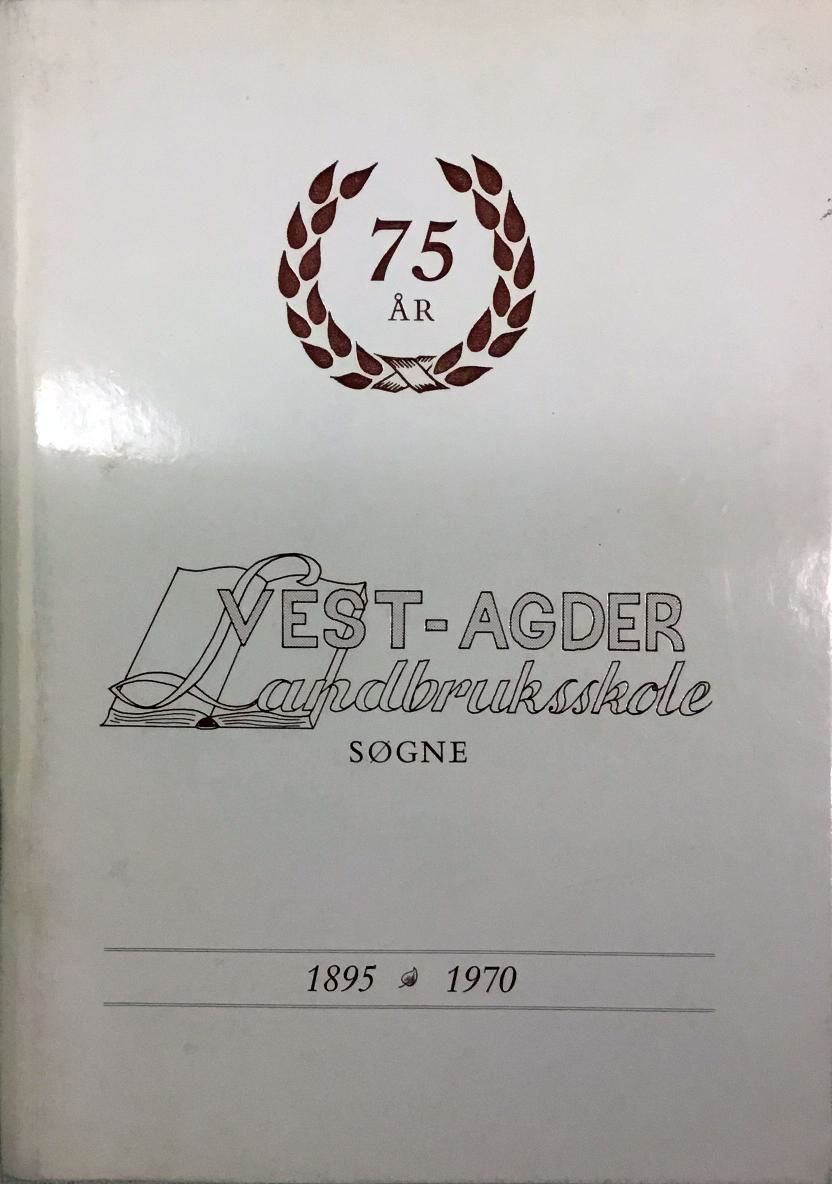 75
ÅR
VEST-AGDER
Landbruksskole
SØGNE
1895 1970